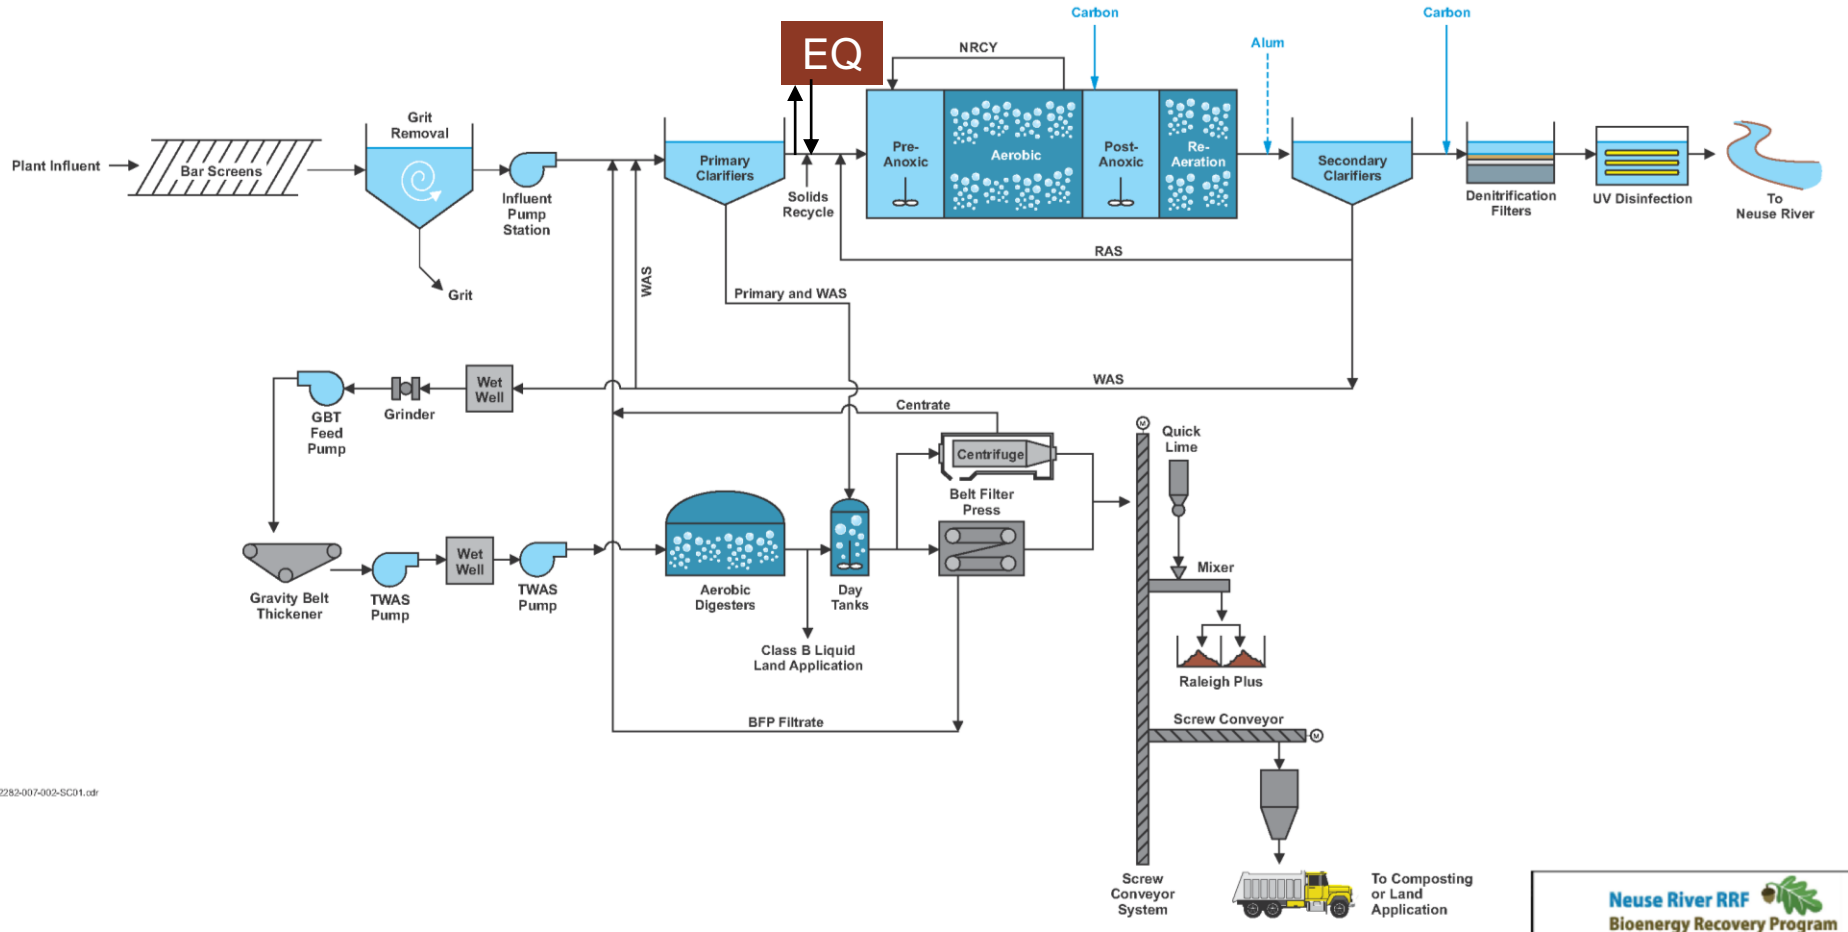 Carbon
Carbon
EQ
NRCY
Alum
Grit
Removal
Plant Influent
Bar Screens
Influent
Pump
Station
Primary
Clarifiers
Solids
Recycle
Pre-
Anoxic
Aerobic
Post-
Anoxic
Re-
Aeration
Secondary
Clarifiers
Denitrification
Filters
UV Disinfection
To
Neuse River
Grit
WAS
RAS
Primary and WAS
WAS
Wet
Well
Grinder
GBT
Feed
Pump
Centrate
Centrifuge
Belt Filter
Press
M
Quick
Lime
Mixer
Raleigh Plus
Gravity Belt
Thickener
TWAS
Pump
Wet
Well
TWAS
Pump
Aerobic
Digesters
Day
Tanks
Class B Liquid
Land Application
BFP Filtrate
Screw Conveyor
M
2282-007-002-SC01.cdr
Screw
Conveyor
System
To Composting
or Land
Application
Neuse River RRF
Bioenergy Recovery Program